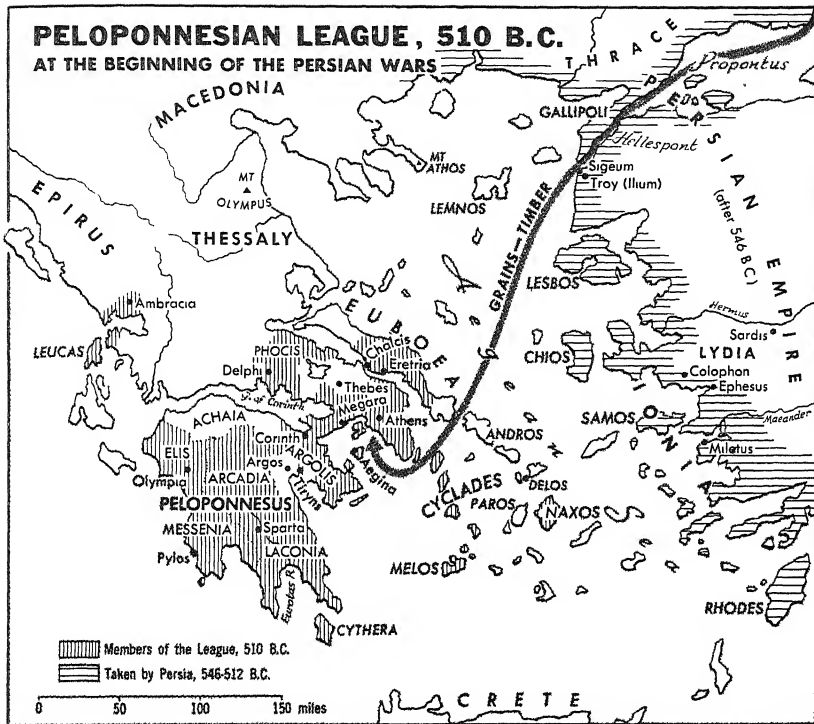 PELOPONNESIAN LEAGUE, 510 B.C.
AT THE BEGINNING OF THE PERSIAN WARS
THRACE
Propontus
MACEDONIA
GALLIPOLI
PERSIAN EMPIRE
(after 546 B.C.)
Hellespont
MT ATHOS
Sigeum
Troy (Ilium)
MT OLYMPUS
LEMNOS
EPIRUS
THESSALY
GRAINS—TIMBER
LESBOS
Aegean
Ambracia
EUBOEA
Hermus
Sardis
LEUCAS
PHOCIS
Chalcis
Eretria
CHIOS
LYDIA
Delphi
Thebes
Colophon
Ephesus
G. of Corinth
Megara
Athens
IONIA
ACHAIA
SAMOS
Maeander
Corinth
ANDROS
ELIS
Argos
ARGOLIS
Aegina
Miletus
Olympia
ARCADIA
Tiryns
CYCLADES
DELOS
PELOPONNESUS
PAROS
NAXOS
MESSENIA
Sparta
LACONIA
Pylos
MELOS
Eurotas R.
RHODES
CYTHERA
Members of the League, 510 B.C.
Taken by Persia, 546-512 B.C.
0 50 100 150 miles
CRETE